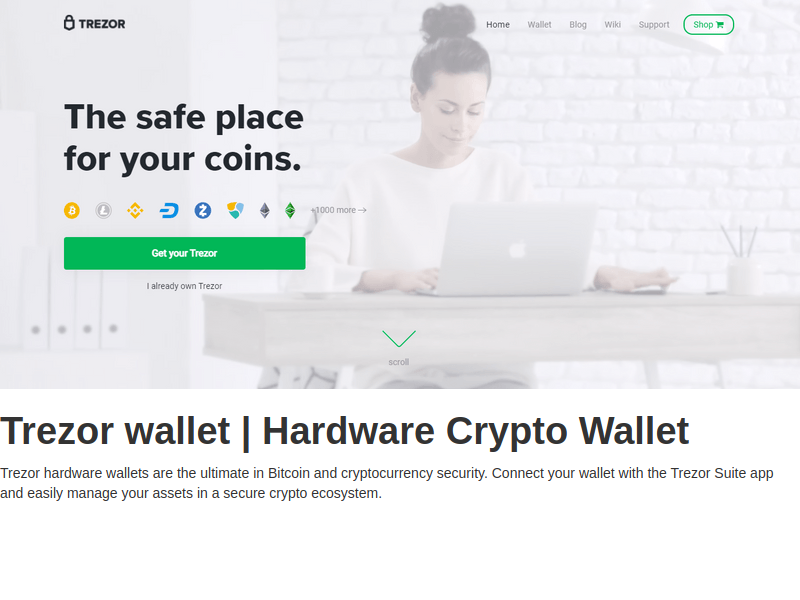 TREZOR
Home Wallet Blog Wiki Support Shop
The safe place
for your coins.
+1000 more →
Get your Trezor
I already own Trezor
scroll
Trezor wallet | Hardware Crypto Wallet
Trezor hardware wallets are the ultimate in Bitcoin and cryptocurrency security. Connect your wallet with the Trezor Suite app
and easily manage your assets in a secure crypto ecosystem.